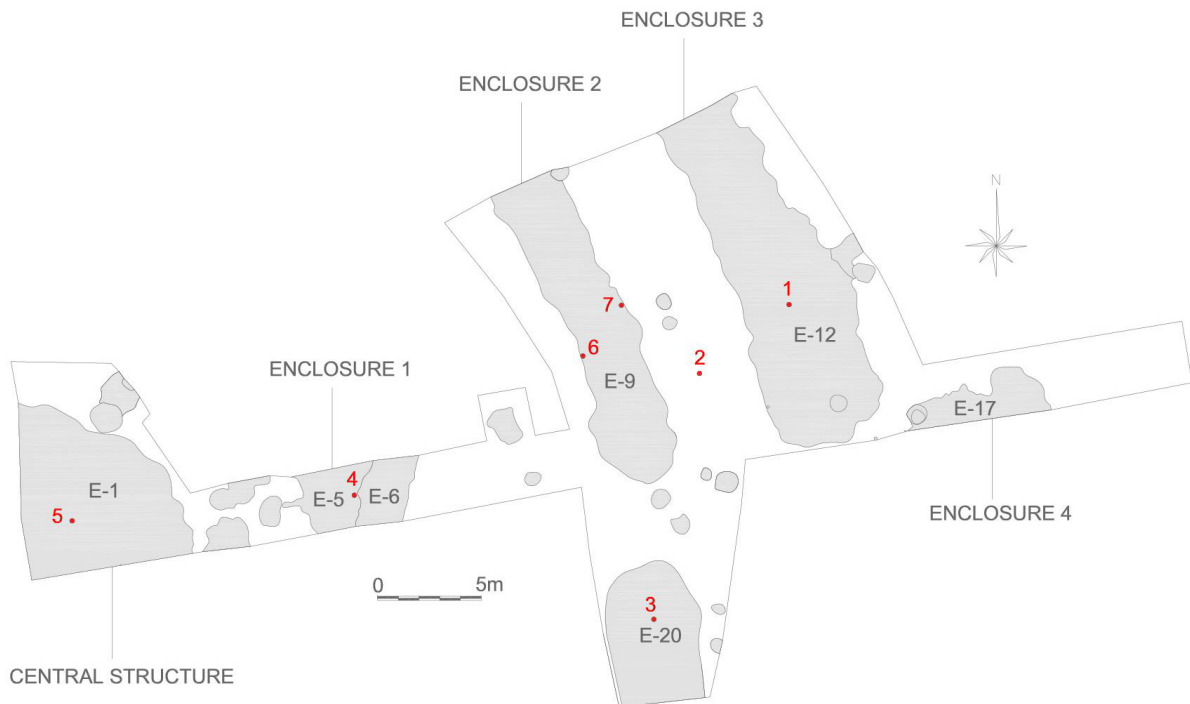 ENCLOSURE 3
ENCLOSURE 2
N
1
E-12
7
6
2
E-9
ENCLOSURE 1
E-17
4
E-1
E-5
E-6
5
ENCLOSURE 4
0 5m
3
E-20
CENTRAL STRUCTURE